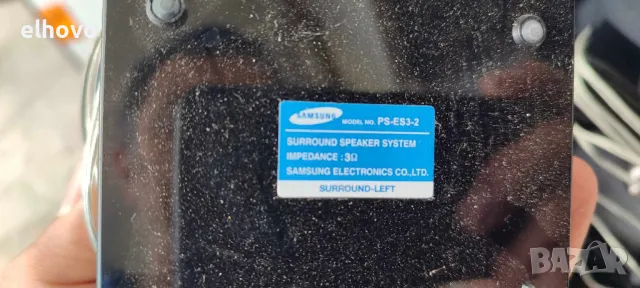 elhovo
SAMSUNG MODEL NO. PS-ES3-2
SURROUND SPEAKER SYSTEM
IMPEDANCE : 3Ω
SAMSUNG ELECTRONICS CO.,LTD.
SURROUND-LEFT
BAZAR
bg